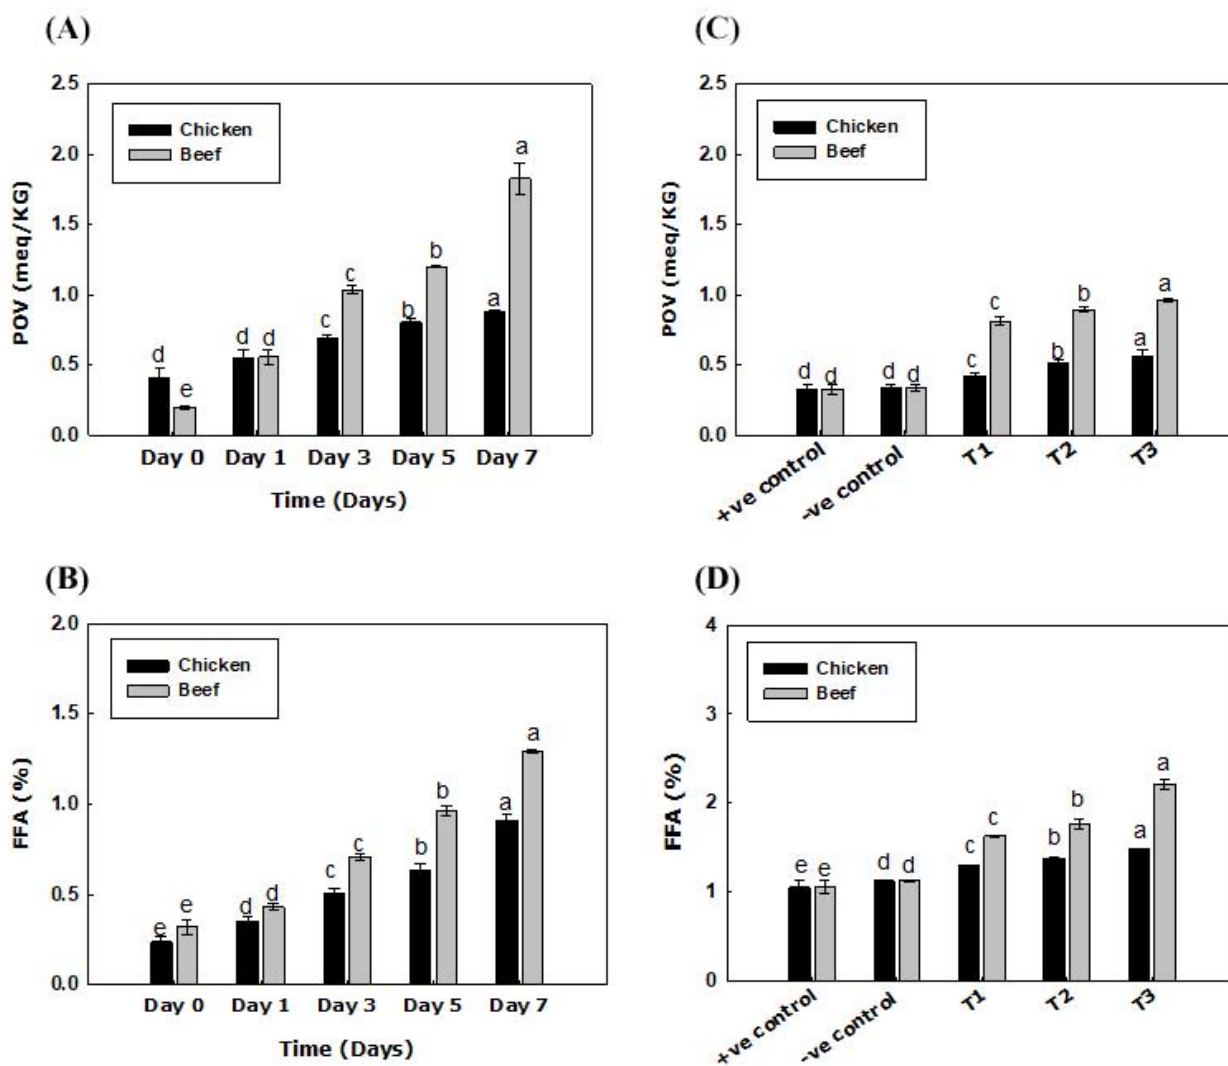 (A)
2.5
2.0
1.5
1.0
0.5
0.0
POV (meq/KG)
Chicken
Beef
d e d d c c b b a a
Day 0 Day 1 Day 3 Day 5 Day 7
Time (Days)
(C)
2.5
2.0
1.5
1.0
0.5
0.0
POV (meq/KG)
Chicken
Beef
d d d d c c b b a a
+ve control -ve control T1 T2 T3
(B)
2.0
1.5
1.0
0.5
0.0
FFA (%)
Chicken
Beef
e e d d c c b b a a
Day 0 Day 1 Day 3 Day 5 Day 7
Time (Days)
(D)
4
3
2
1
0
FFA (%)
Chicken
Beef
e e d d c c b b a a
+ve control -ve control T1 T2 T3